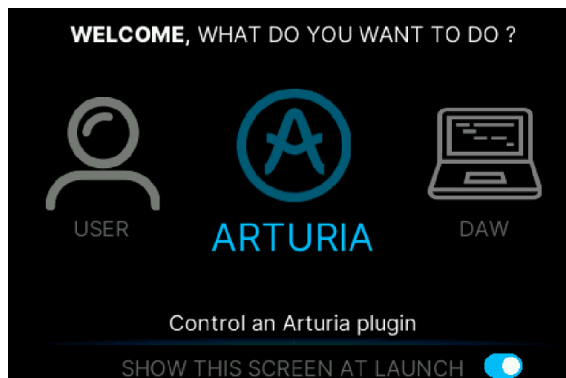 WELCOME, WHAT DO YOU WANT TO DO ?
USER
ARTURIA
DAW
Control an Arturia plugin
SHOW THIS SCREEN AT LAUNCH